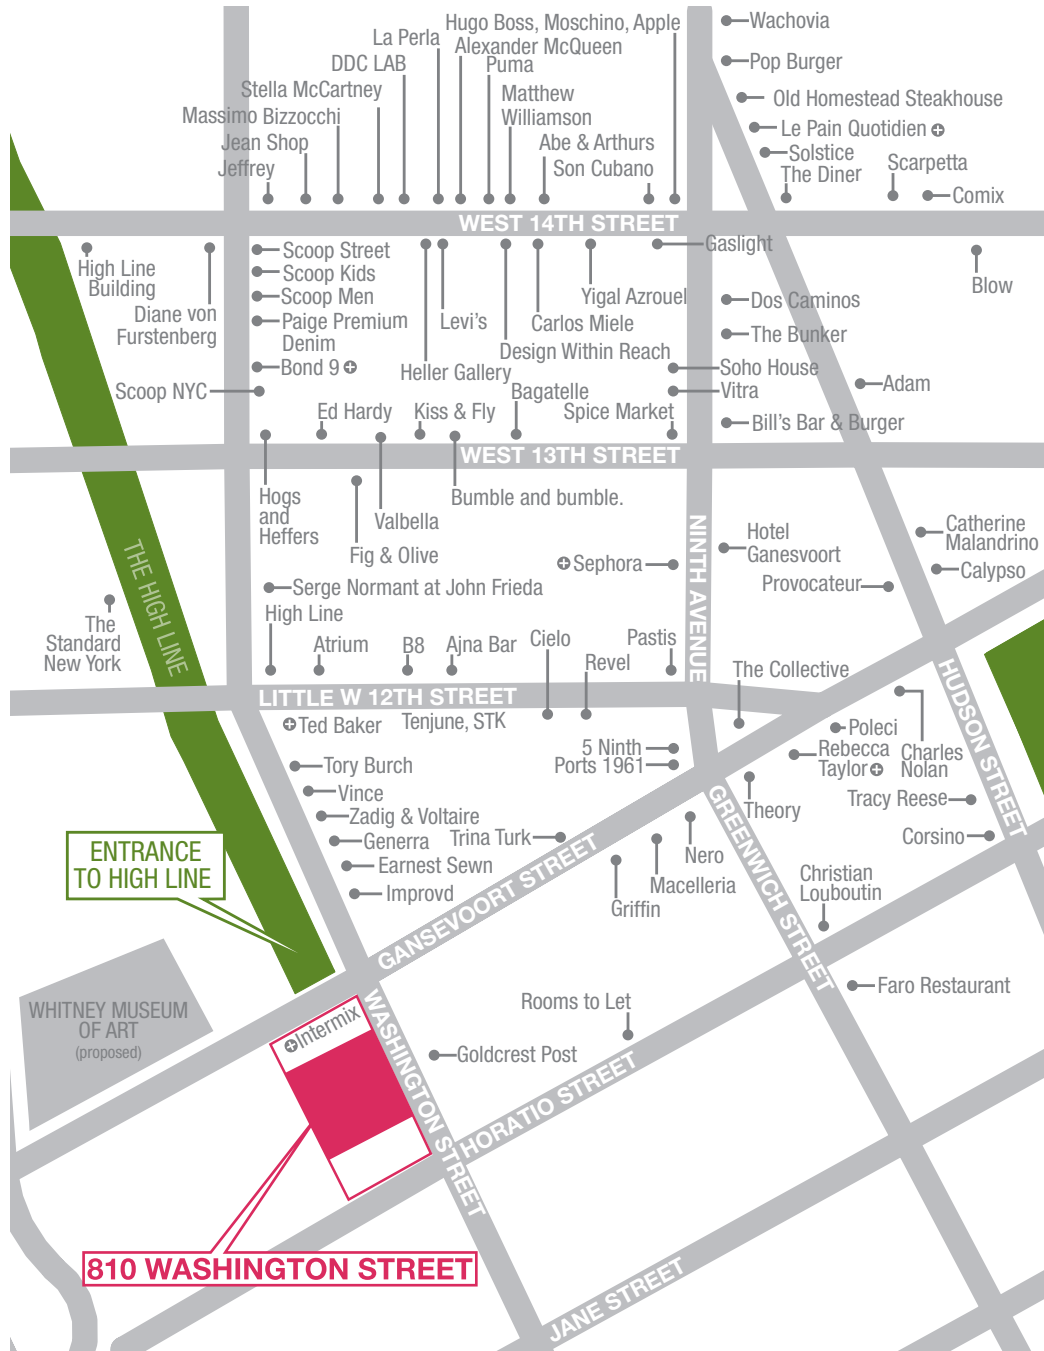 Hugo Boss, Moschino, Apple
La Perla
Alexander McQueen
DDC LAB
Puma
Stella McCartney
Matthew
Williamson
Massimo Bizzocchi
Jean Shop
Abe & Arthurs
Jeffrey
Son Cubano
Wachovia
Pop Burger
Old Homestead Steakhouse
Le Pain Quotidien
Solstice
The Diner
Scarpetta
Comix
WEST 14TH STREET
High Line
Building
Diane von
Furstenberg
Scoop Street
Scoop Kids
Scoop Men
Paige Premium
Denim
Bond 9
Scoop NYC
Levi's
Heller Gallery
Design Within Reach
Carlos Miele
Yigal Azrouel
Gaslight
Dos Caminos
The Bunker
Soho House
Vitra
Adam
Blow
Bill's Bar & Burger
Ed Hardy
Kiss & Fly
Bagatelle
Spice Market
WEST 13TH STREET
Hogs
and
Heffers
Fig & Olive
Valbella
Bumble and bumble.
Sephora
Serge Normant at John Frieda
High Line
Atrium
B8
Ajna Bar
Cielo
Revel
Pastis
NINTH AVENUE
Hotel
Ganesvoort
Provocateur
Catherine
Malandrino
Calypso
The Collective
THE HIGH LINE
The
Standard
New York
LITTLE W 12TH STREET
Ted Baker
Tenjune, STK
5 Ninth
Ports 1961
Tory Burch
Vince
Zadig & Voltaire
Generra
Trina Turk
Earnest Sewn
Improvd
HUDSON STREET
Poleci
Rebecca
Taylor
Charles
Nolan
Theory
Tracy Reese
Corsino
GREENWICH STREET
Nero
Macelleria
Griffin
Christian
Louboutin
GANSEVOORT STREET
ENTRANCE
TO HIGH LINE
WHITNEY MUSEUM
OF ART
(proposed)
Intermix
WASHINGTON STREET
Goldcrest Post
Rooms to Let
Faro Restaurant
HORATIO STREET
810 WASHINGTON STREET
JANE STREET